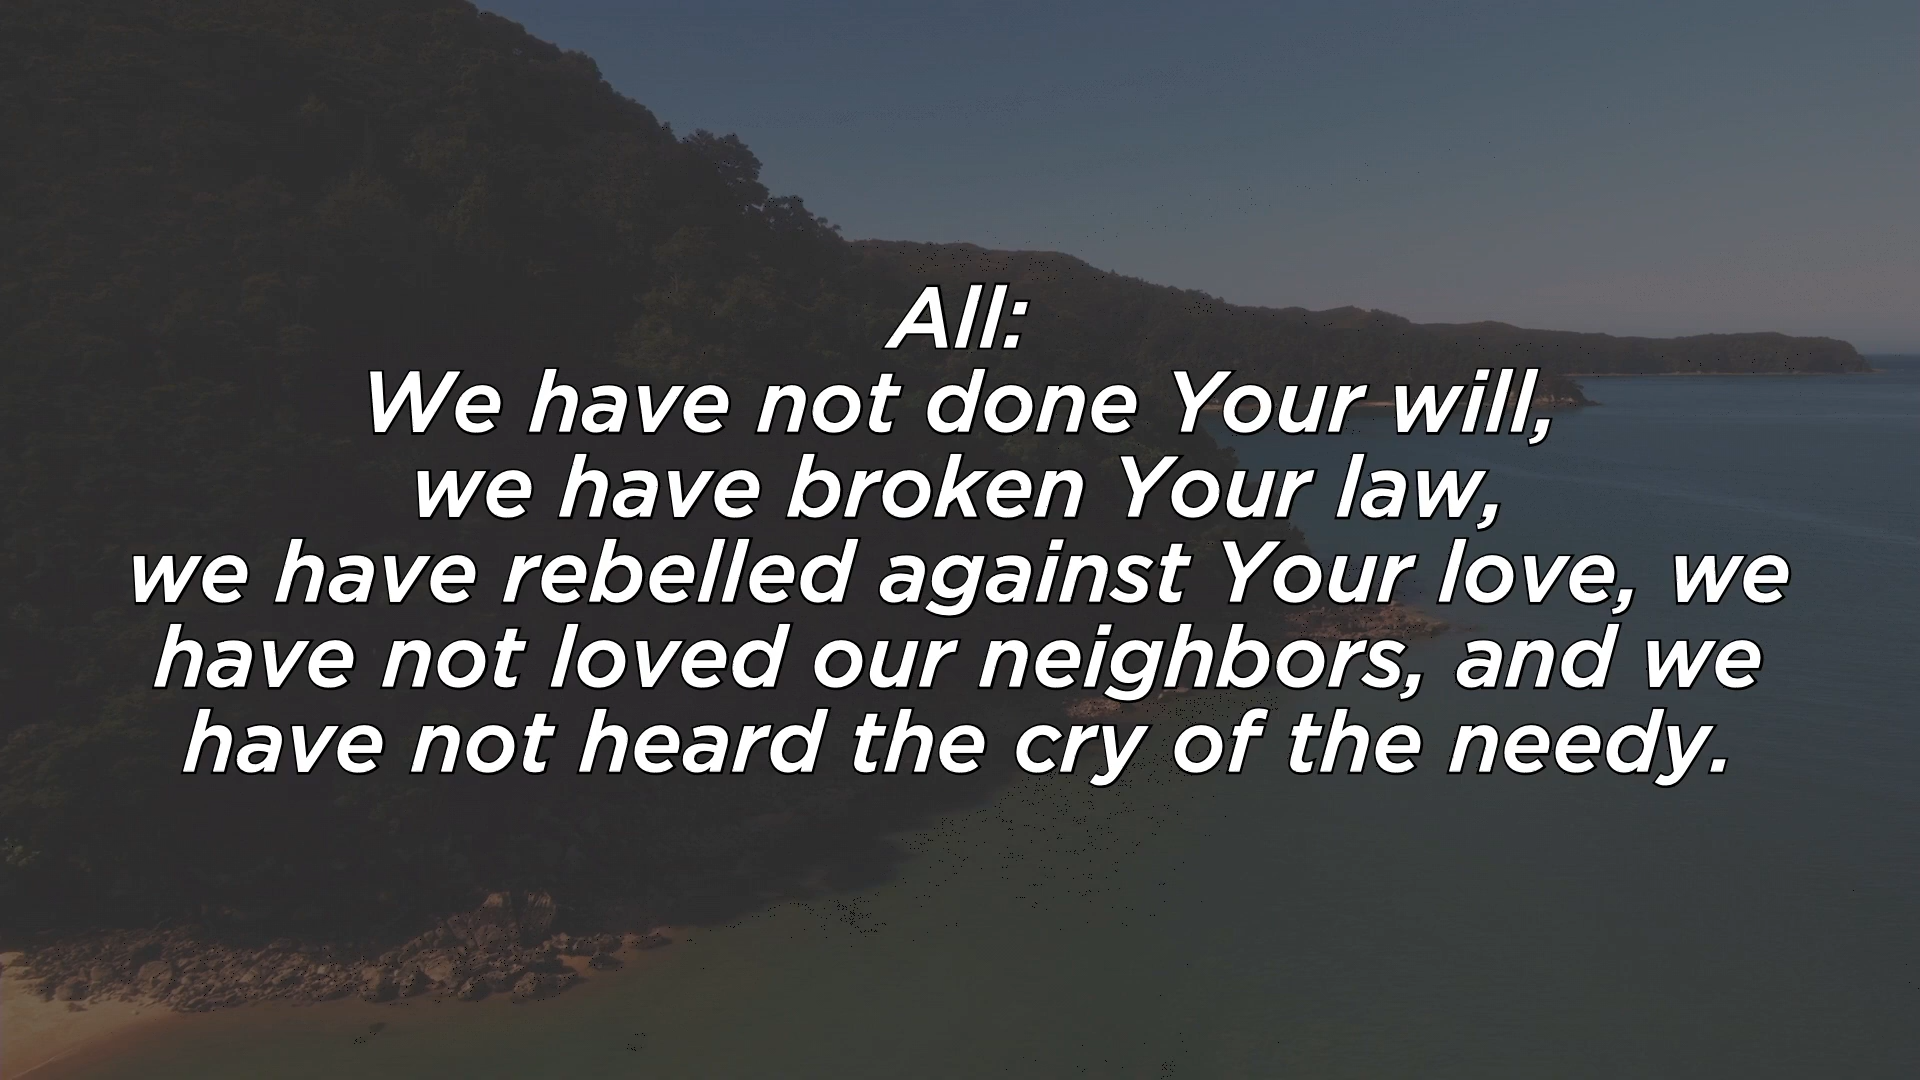 All:
We have not done Your will,
we have broken Your law,
we have rebelled against Your love, we
have not loved our neighbors, and we
have not heard the cry of the needy.